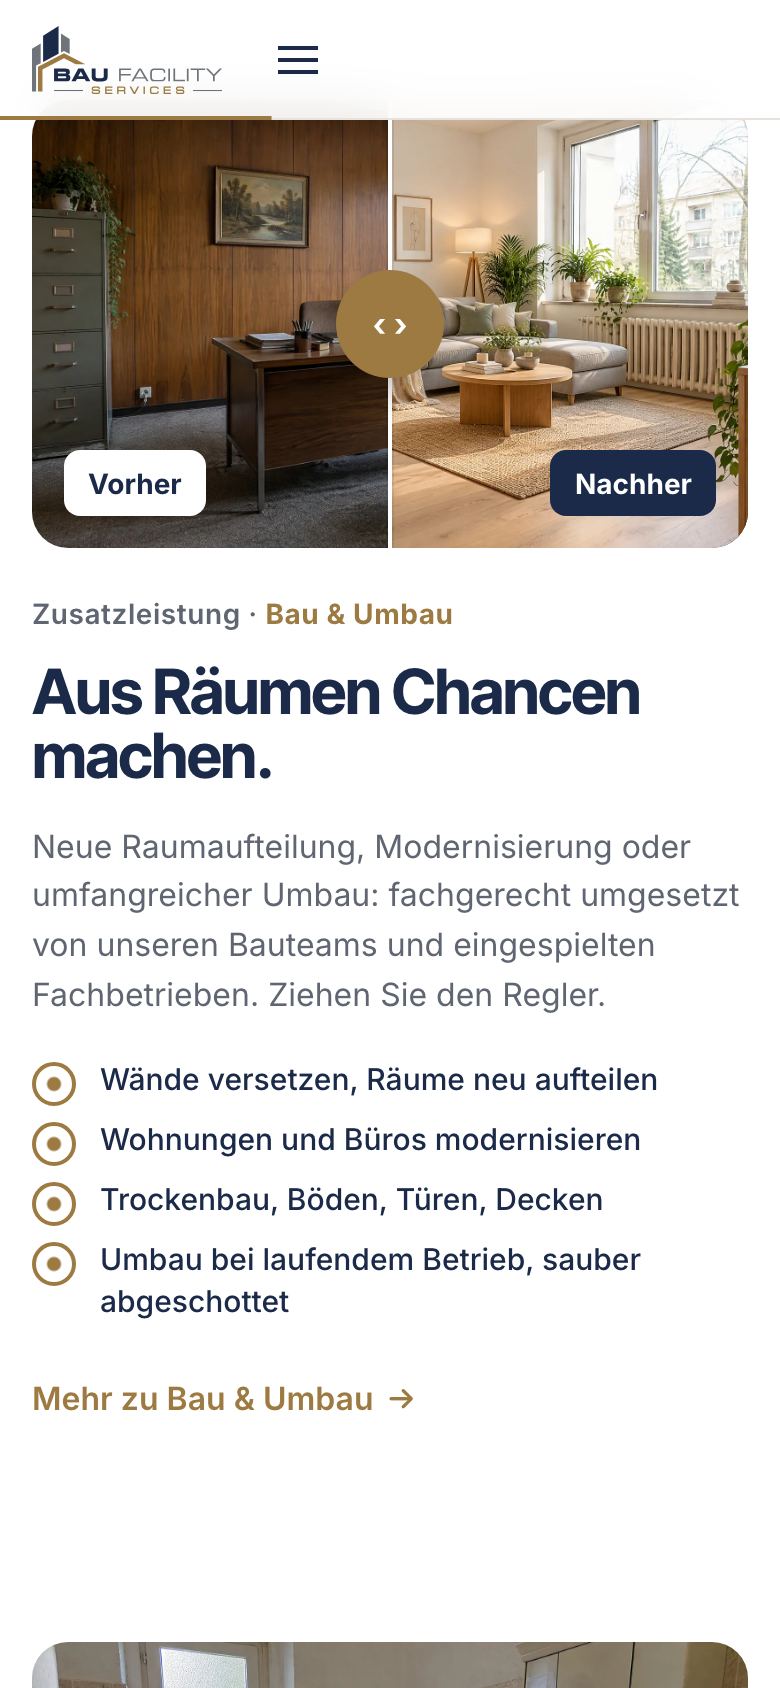 BAU FACILITY
SERVICES
Vorher
Nachher
Zusatzleistung · Bau & Umbau
Aus Räumen Chancen
machen.
Neue Raumaufteilung, Modernisierung oder
umfangreicher Umbau: fachgerecht umgesetzt
von unseren Bauteams und eingespielten
Fachbetrieben. Ziehen Sie den Regler.
Wände versetzen, Räume neu aufteilen
Wohnungen und Büros modernisieren
Trockenbau, Böden, Türen, Decken
Umbau bei laufendem Betrieb, sauber
abgeschottet
Mehr zu Bau & Umbau →